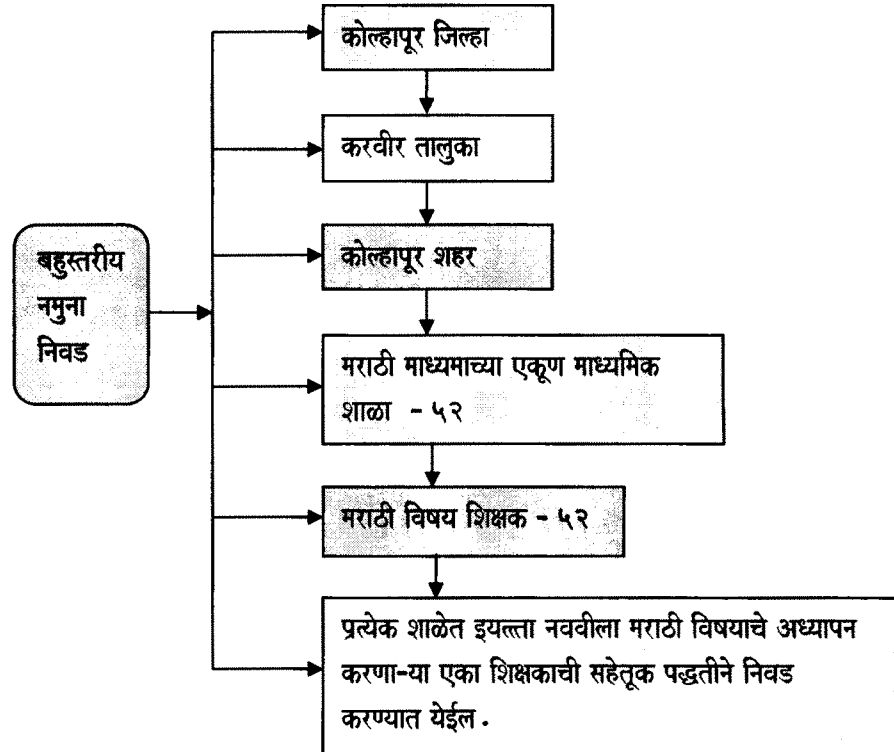 कोल्हापूर जिल्हा
करवीर तालुका
कोल्हापूर शहर
बहुस्तरीय
नमुना
निवड
मराठी माध्यमाच्या एकूण माध्यमिक
शाळा - ५२
मराठी विषय शिक्षक - ५२
प्रत्येक शाळेत इयत्ता नववीला मराठी विषयाचे अध्यापन
करणा-या एका शिक्षकाची सहेतूक पद्धतीने निवड
करण्यात येईल.